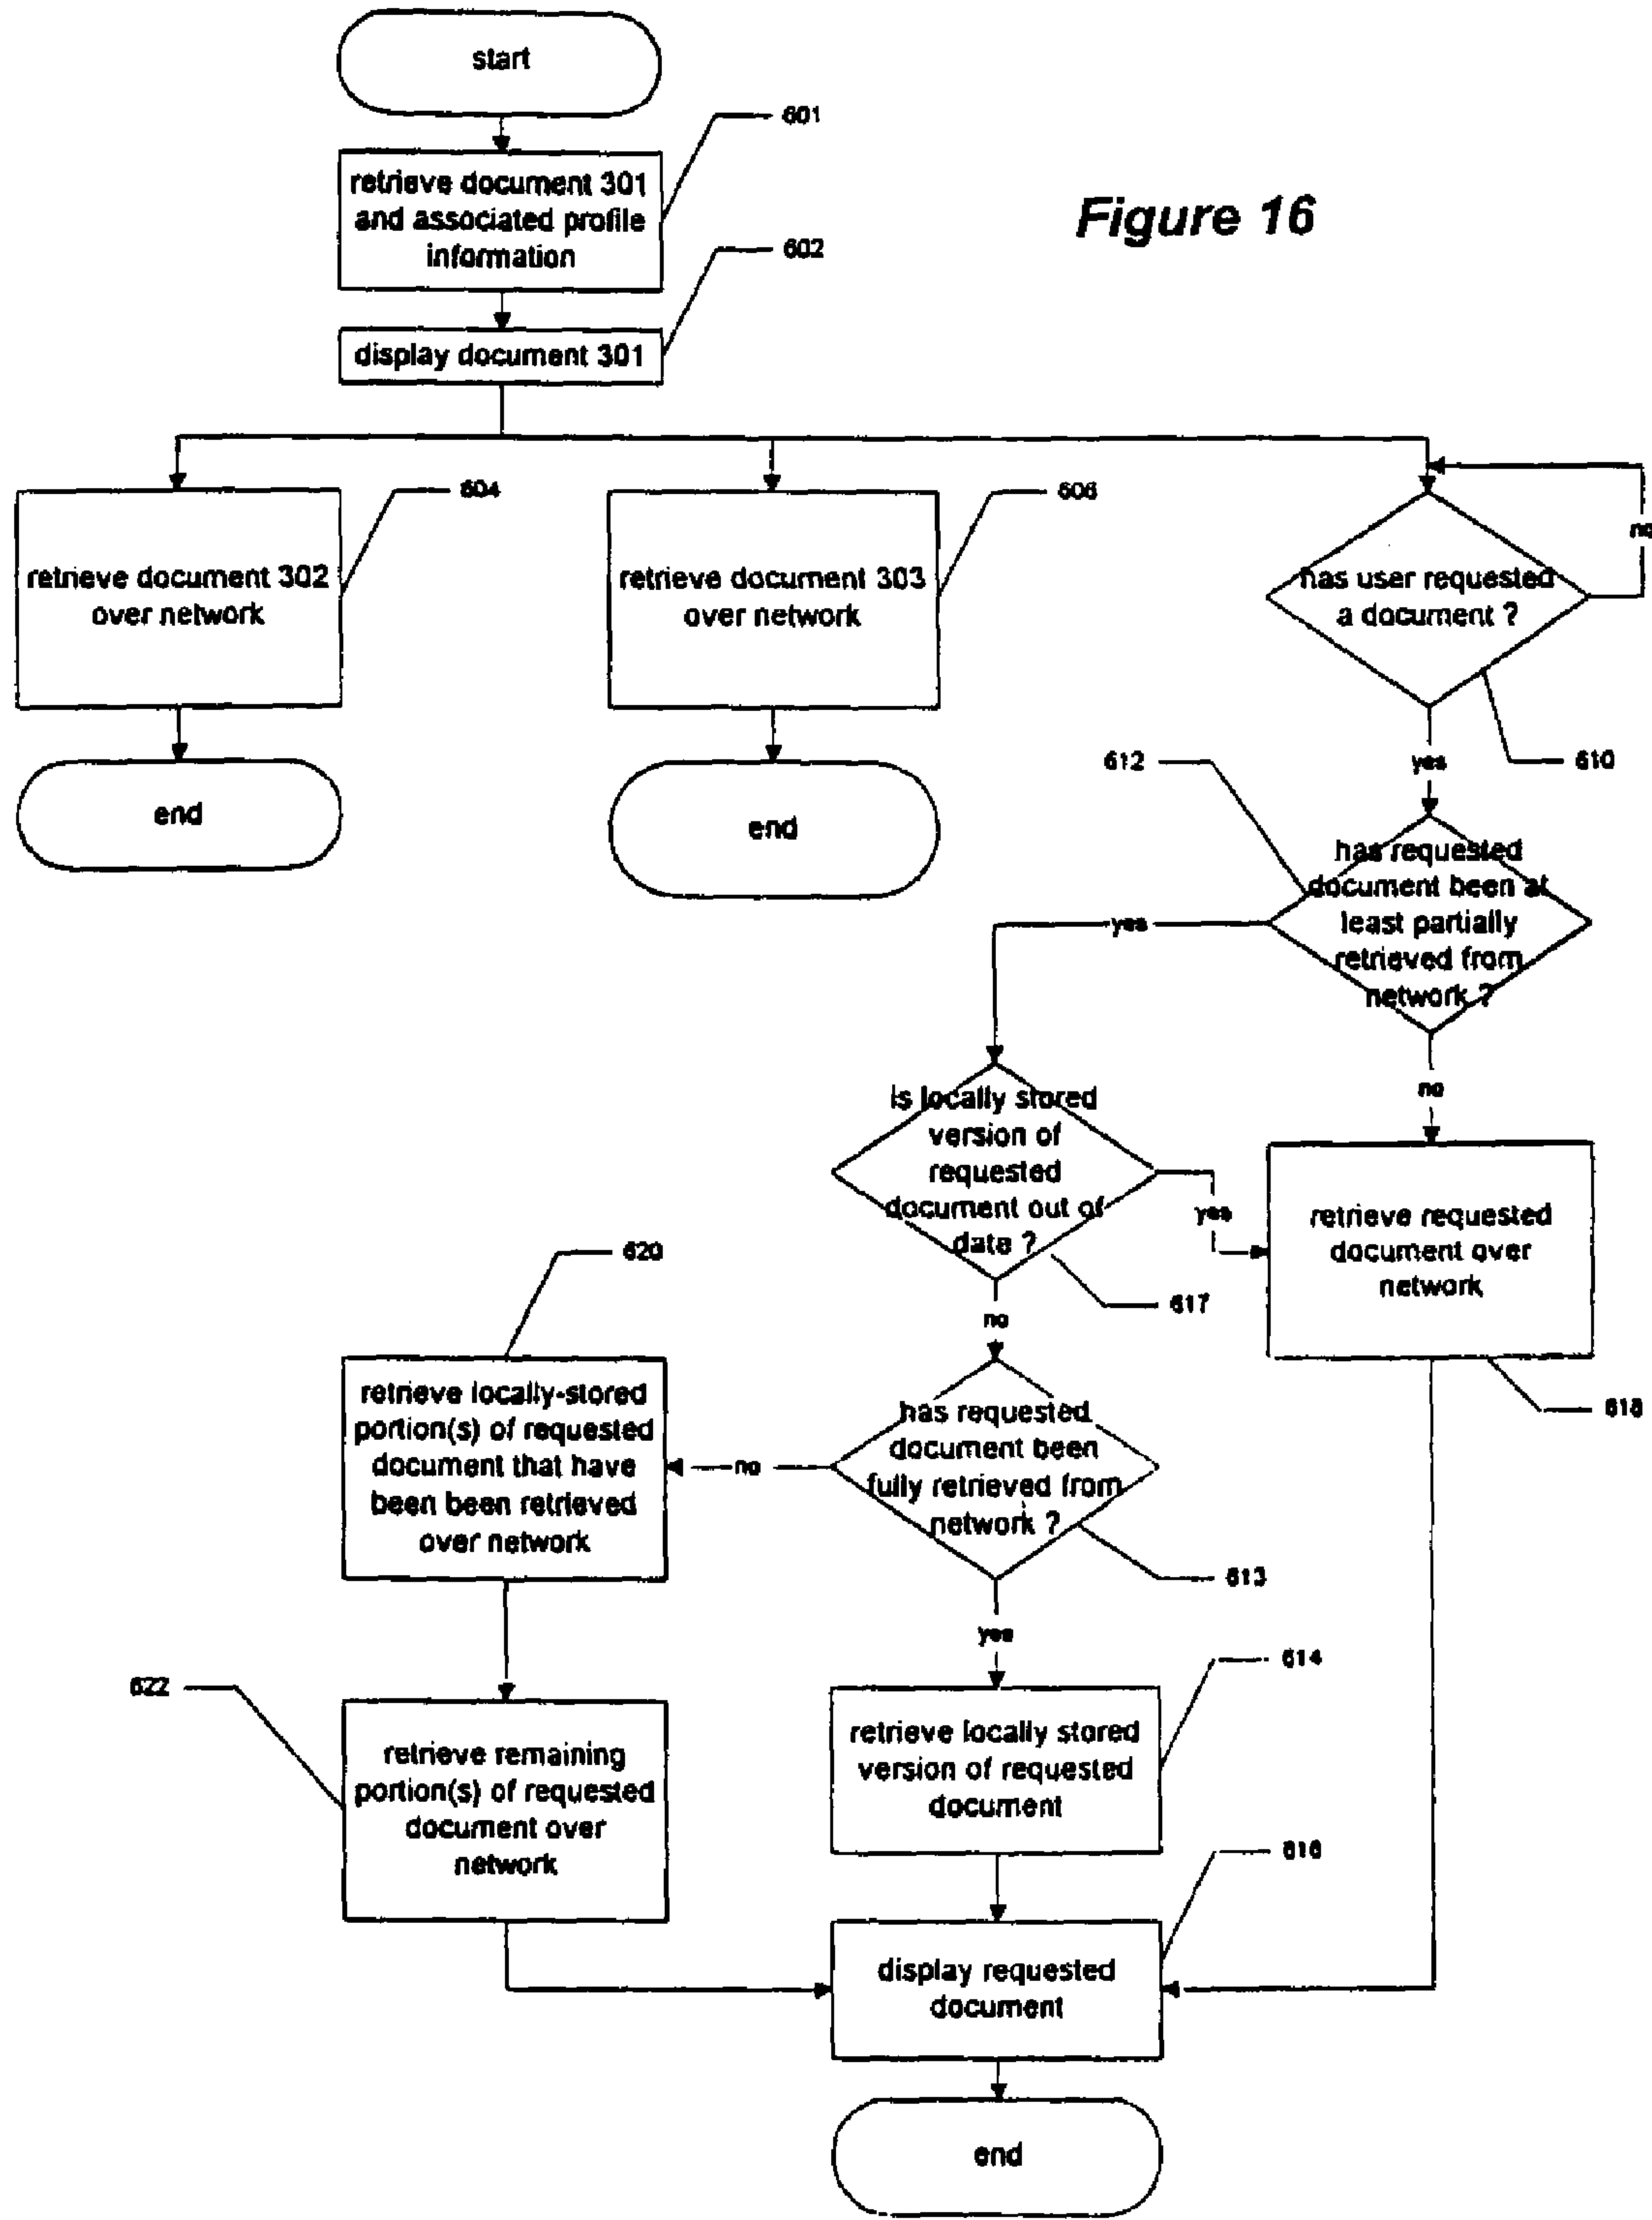 start
601
retrieve document 301
and associated profile
information
Figure 16
602
display document 301
604
retrieve document 302
over network
606
retrieve document 303
over network
no
has user requested
a document ?
610
yes
end
end
612
has requested
document been at
least partially
retrieved from
network ?
yes
no
is locally stored
version of
requested
document out of
date ?
yes
617
no
retrieve requested
document over
network
618
620
retrieve locally-stored
portion(s) of requested
document that have
been been retrieved
over network
no
has requested
document been
fully retrieved from
network ?
613
yes
614
622
retrieve remaining
portion(s) of requested
document over
network
retrieve locally stored
version of requested
document
616
display requested
document
end